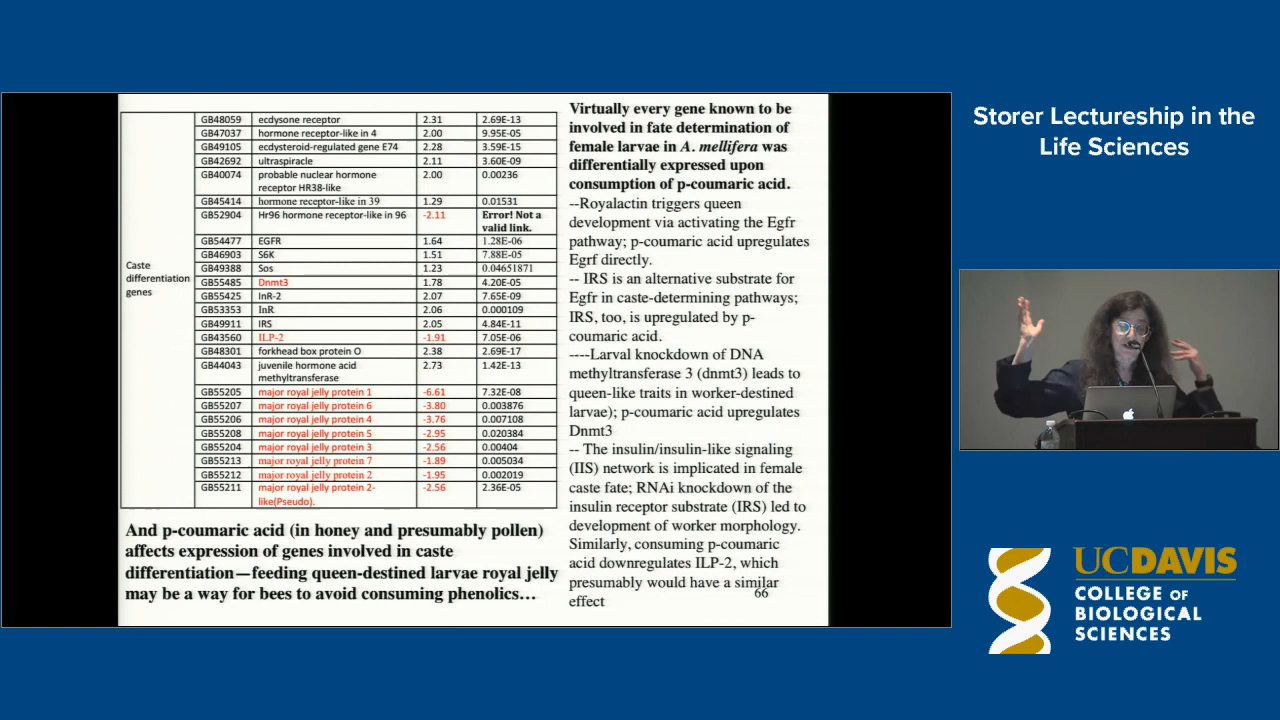 Caste
differentiation
genes
GB48059 ecdysone receptor 2.31 2.69E-13
GB47037 hormone receptor-like in 4 2.00 9.95E-05
GB49105 ecdysteroid-regulated gene E74 2.28 3.59E-15
GB42692 ultraspiracle 2.11 3.60E-09
GB40074 probable nuclear hormone 2.00 0.00236
receptor HR38-like
GB45414 hormone receptor-like in 39 1.29 0.01531
GB52904 Hr96 hormone receptor-like in 96 -2.11 Error! Not a
valid link.
GB54477 EGFR 1.64 1.28E-06
GB46903 S6K 1.51 7.88E-05
GB49388 Sos 1.23 0.04651871
GB55485 Dnmt3 1.78 4.20E-05
GB55425 InR-2 2.07 7.65E-09
GB53353 InR 2.06 0.000109
GB49911 IRS 2.05 4.84E-11
GB43560 ILP-2 -1.91 7.05E-06
GB48301 forkhead box protein O 2.38 2.69E-17
GB44043 juvenile hormone acid 2.73 1.42E-13
methyltransferase
GB55205 major royal jelly protein 1 -6.61 7.32E-08
GB55207 major royal jelly protein 6 -3.80 0.003876
GB55206 major royal jelly protein 4 -3.76 0.007108
GB55208 major royal jelly protein 5 -2.95 0.020384
GB55204 major royal jelly protein 3 -2.56 0.00404
GB55213 major royal jelly protein 7 -1.89 0.005034
GB55212 major royal jelly protein 2 -1.95 0.002019
GB55211 major royal jelly protein 2- -2.56 2.36E-05
like(Pseudo).
And p-coumaric acid (in honey and presumably pollen)
affects expression of genes involved in caste
differentiation—feeding queen-destined larvae royal jelly
may be a way for bees to avoid consuming phenolics…
Virtually every gene known to be
involved in fate determination of
female larvae in A. mellifera was
differentially expressed upon
consumption of p-coumaric acid.
--Royalactin triggers queen
development via activating the Egfr
pathway; p-coumaric acid upregulates
Egrf directly.
-- IRS is an alternative substrate for
Egfr in caste-determining pathways;
IRS, too, is upregulated by p-
coumaric acid.
----Larval knockdown of DNA
methyltransferase 3 (dnmt3) leads to
queen-like traits in worker-destined
larvae); p-coumaric acid upregulates
Dnmt3
-- The insulin/insulin-like signaling
(IIS) network is implicated in female
caste fate; RNAi knockdown of the
insulin receptor substrate (IRS) led to
development of worker morphology.
Similarly, consuming p-coumaric
acid downregulates ILP-2, which
presumably would have a similar
effect
66
Storer Lectureship in the
Life Sciences
UCDAVIS
COLLEGE OF
BIOLOGICAL
SCIENCES